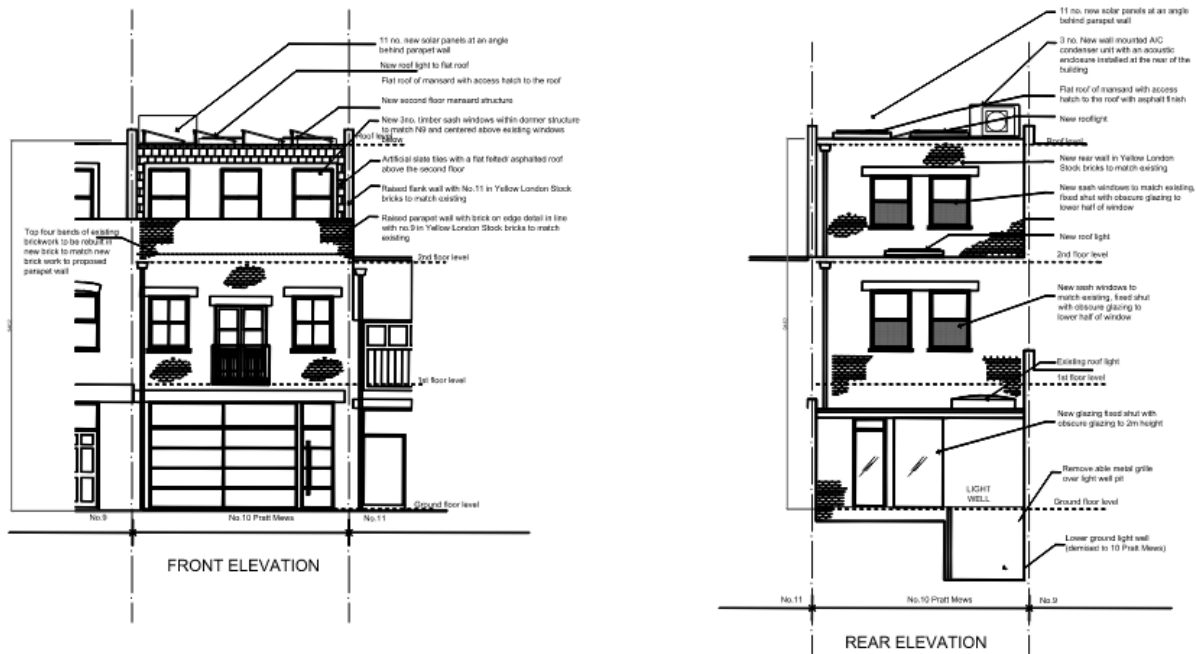 11 no. new solar panels at an angle
behind parapet wall
New roof light to flat roof
Flat roof of mansard with access hatch to the roof
New second floor mansard structure
New 3no. timber sash windows within dormer structure
to match N9 and centered above existing windows
below
Roof level
Artificial slate tiles with a flat felted/ asphalted roof
above the second floor
Raised flank wall with No.11 in Yellow London Stock
bricks to match existing
Raised parapet wall with brick on edge detail in line
with no.9 in Yellow London Stock bricks to match
existing
Top four bands of existing
brickwork to be rebuilt in
new brick to match new
brick work to proposed
parapet wall
2nd floor level
1st floor level
Ground floor level
No.9
No.10 Pratt Mews
No.11
FRONT ELEVATION
11 no. new solar panels at an angle
behind parapet wall
3 no. New wall mounted A/C
condenser unit with an acoustic
enclosure installed at the rear of the
building
Flat roof of mansard with access
hatch to the roof with asphalt finish
New rooflight
Roof level
New rear wall in Yellow London
Stock bricks to match existing
New sash windows to match existing,
fixed shut with obscure glazing to
lower half of window
New roof light
2nd floor level
New sash windows to
match existing, fixed shut
with obscure glazing to
lower half of window
Existing roof light
1st floor level
New glazing fixed shut with
obscure glazing to 2m height
Remove able metal grille
over light well pit
LIGHT
WELL
Ground floor level
Lower ground light well
(demised to 10 Pratt Mews)
No.11
No.10 Pratt Mews
No.9
REAR ELEVATION